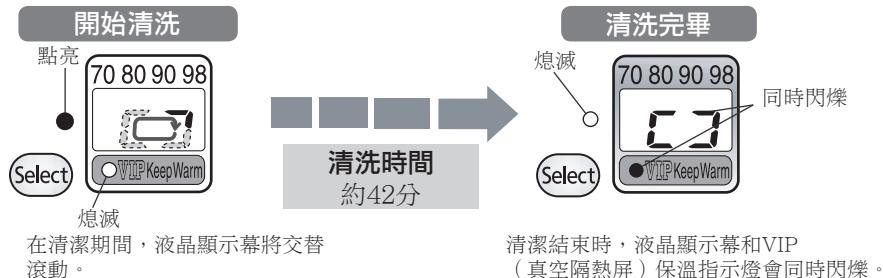 開始清洗
點亮
70 80 90 98
Select
VIP KeepWarm
熄滅
在清潔期間，液晶顯示幕將交替
滾動。
清洗時間
約42分
清洗完畢
熄滅
70 80 90 98
同時閃爍
Select
VIP KeepWarm
清潔結束時，液晶顯示幕和VIP
（真空隔熱屏）保溫指示燈會同時閃爍。